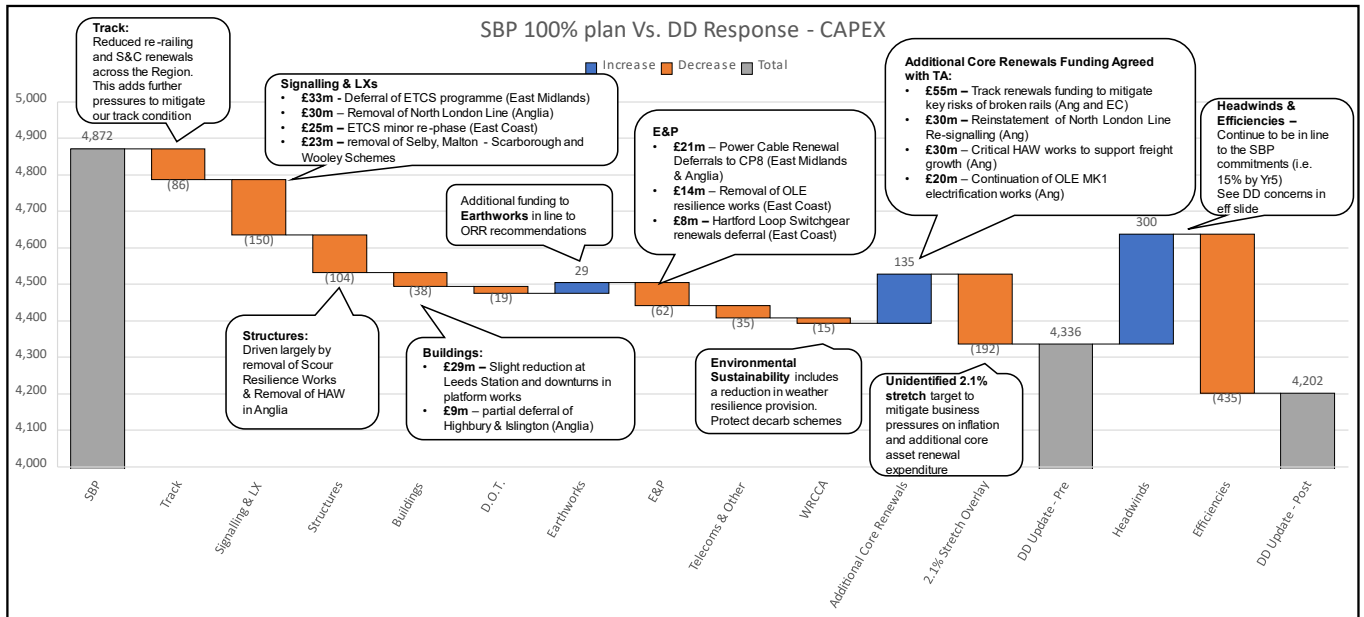 SBP 100% plan Vs. DD Response - CAPEX
Increase Decrease Total
Track:
Reduced re-railing
and S&C renewals
across the Region.
This adds further
pressures to mitigate
our track condition
Signalling & LXs
• £33m - Deferral of ETCS programme (East Midlands)
• £30m – Removal of North London Line (Anglia)
• £25m – ETCS minor re-phase (East Coast)
• £23m – removal of Selby, Malton - Scarborough and
Wooley Schemes
Additional funding to
Earthworks in line to
ORR recommendations
E&P
• £21m – Power Cable Renewal
Deferrals to CP8 (East Midlands
& Anglia)
• £14m – Removal of OLE
resilience works (East Coast)
• £8m – Hartford Loop Switchgear
renewals deferral (East Coast)
Additional Core Renewals Funding Agreed
with TA:
• £55m – Track renewals funding to mitigate
key risks of broken rails (Ang and EC)
• £30m – Reinstatement of North London Line
Re-signalling (Ang)
• £30m – Critical HAW works to support freight
growth (Ang)
• £20m – Continuation of OLE MK1
electrification works (Ang)
Headwinds &
Efficiencies –
Continue to be in line
to the SBP
commitments (i.e.
15% by Yr5)
See DD concerns in
eff slide
Structures:
Driven largely by
removal of Scour
Resilience Works
& Removal of HAW
in Anglia
Buildings:
• £29m – Slight reduction at
Leeds Station and downturns in
platform works
• £9m – partial deferral of
Highbury & Islington (Anglia)
Environmental
Sustainability includes
a reduction in weather
resilience provision.
Protect decarb schemes
Unidentified 2.1%
stretch target to
mitigate business
pressures on inflation
and additional core
asset renewal
expenditure
5,000
4,900
4,800
4,700
4,600
4,500
4,400
4,300
4,200
4,100
4,000
4,872
(86)
(150)
(104)
(38)
(19)
29
(62)
(35)
(15)
135
(192)
4,336
300
(435)
4,202
SBP
Track
Signalling & LX
Structures
Buildings
D.O.T.
Earthworks
E&P
Telecoms & Other
WRCCA
Additional Core Renewals
2.1% Stretch Overlay
DD Update - Pre
Headwinds
Efficiencies
DD Update - Post